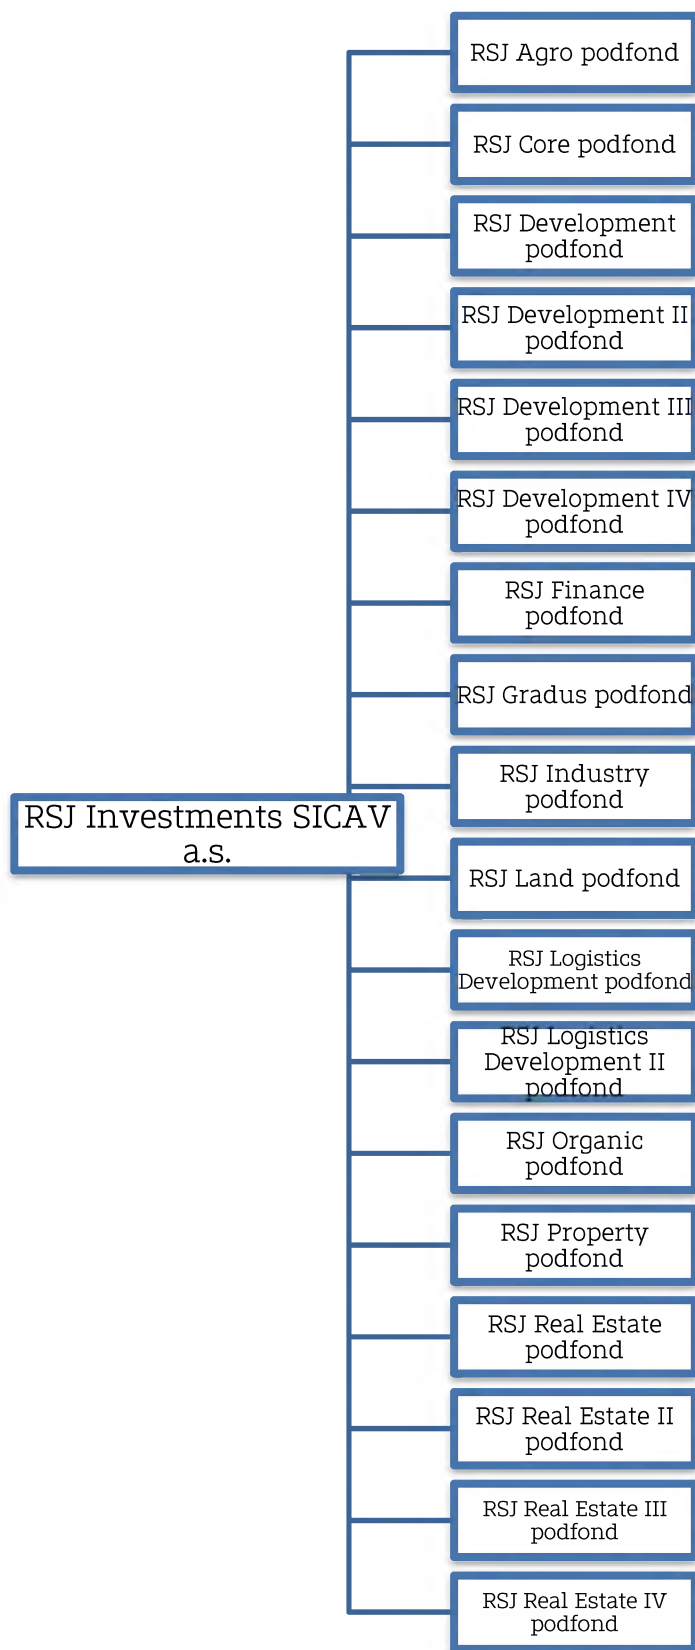 RSJ Agro podfond
RSJ Core podfond
RSJ Development
podfond
RSJ Development II
podfond
RSJ Development III
podfond
RSJ Development IV
podfond
RSJ Finance
podfond
RSJ Gradus podfond
RSJ Industry
podfond
RSJ Investments SICAV
a.s.
RSJ Land podfond
RSJ Logistics
Development podfond
RSJ Logistics
Development II
podfond
RSJ Organic
podfond
RSJ Property
podfond
RSJ Real Estate
podfond
RSJ Real Estate II
podfond
RSJ Real Estate III
podfond
RSJ Real Estate IV
podfond